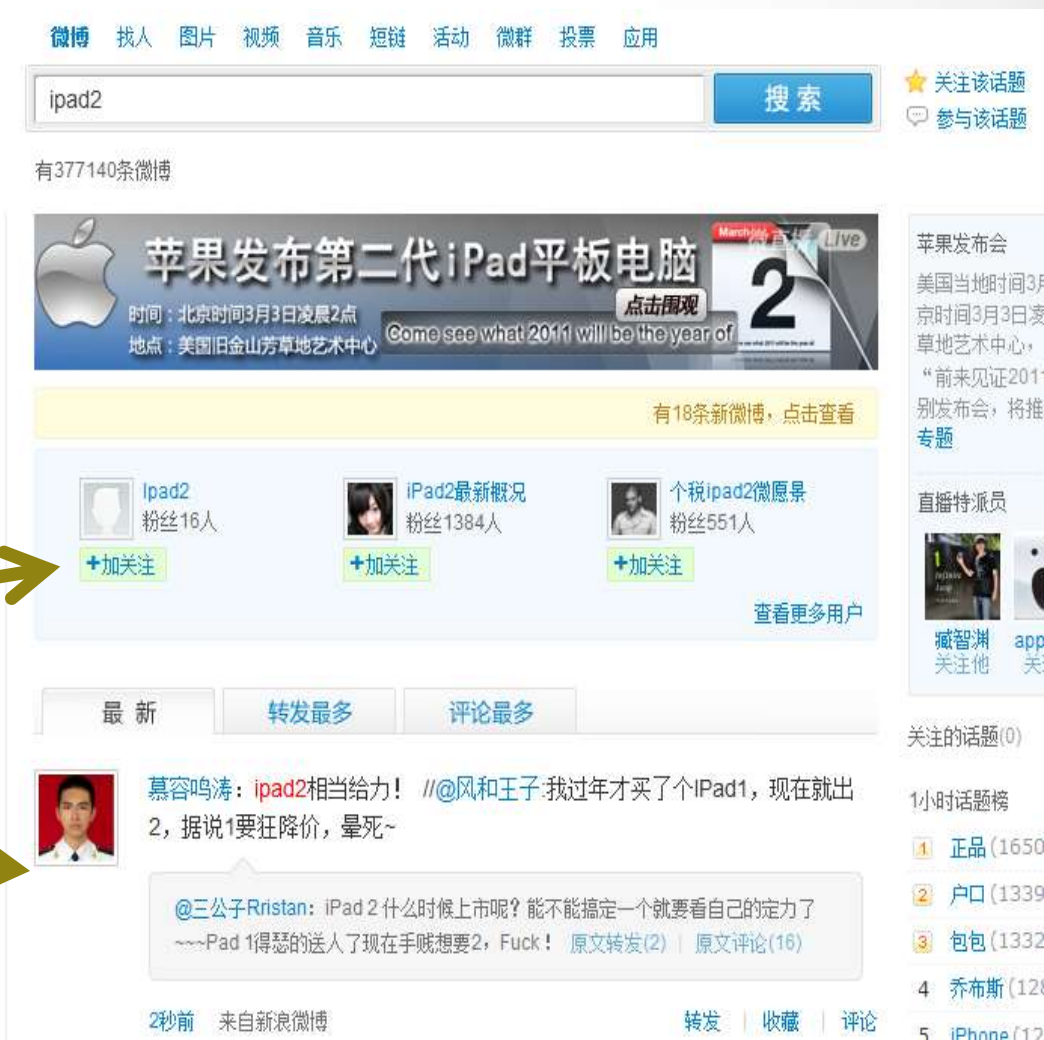 微博 找人 图片 视频 音乐 短链 活动 微群 投票 应用
ipad2
搜索
关注该话题
参与该话题
有377140条微博
苹果发布第二代iPad平板电脑
时间：北京时间3月3日凌晨2点
地点：美国旧金山芳草地艺术中心
点击围观
Come see what 2011 will be the year of
微直播 Live
2
有18条新微博，点击查看
Ipad2
粉丝16人
+加关注
iPad2最新概况
粉丝1384人
+加关注
个税ipad2微愿景
粉丝551人
+加关注
查看更多用户
最新 转发最多 评论最多
慕容鸣涛：ipad2相当给力！ //@风和王子:我过年才买了个IPad1，现在就出
2，据说1要狂降价，晕死~
@三公子Rristan：iPad 2 什么时候上市呢？能不能搞定一个就要看自己的定力了
~~~Pad 1得瑟的送人了现在手贱想要2，Fuck！ 原文转发(2) | 原文评论(16)
2秒前 来自新浪微博
转发 | 收藏 | 评论
苹果发布会
美国当地时间3月
京时间3月3日凌
草地艺术中心，
“前来见证2011
别发布会，将推
专题
直播特派员
臧智渊 app
关注他 关
关注的话题(0)
1小时话题榜
1 正品(1650
2 户口(1339
3 包包(1332
4 乔布斯(128
5 iPhone(12